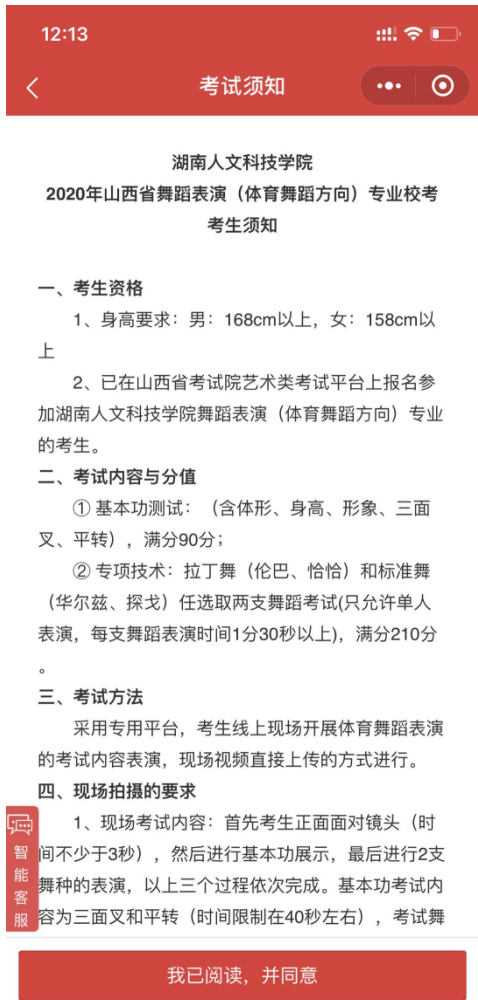 12:13
考试须知
湖南人文科技学院
2020年山西省舞蹈表演（体育舞蹈方向）专业校考
考生须知
一、考生资格
1、身高要求：男：168cm以上，女：158cm以
上
2、已在山西省考试院艺术类考试平台上报名参
加湖南人文科技学院舞蹈表演（体育舞蹈方向）专业
的考生。
二、考试内容与分值
① 基本功测试：（含体形、身高、形象、三面
叉、平转），满分90分；
② 专项技术：拉丁舞（伦巴、恰恰）和标准舞
（华尔兹、探戈）任选取两支舞蹈考试(只允许单人
表演，每支舞蹈表演时间1分30秒以上)，满分210分
。
三、考试方法
采用专用平台，考生线上现场开展体育舞蹈表演
的考试内容表演，现场视频直接上传的方式进行。
四、现场拍摄的要求
1、现场考试内容：首先考生正面面对镜头（时
间不少于3秒），然后进行基本功展示，最后进行2支
舞种的表演，以上三个过程依次完成。基本功考试内
容为三面叉和平转（时间限制在40秒左右），考试舞
智能客服
我已阅读，并同意